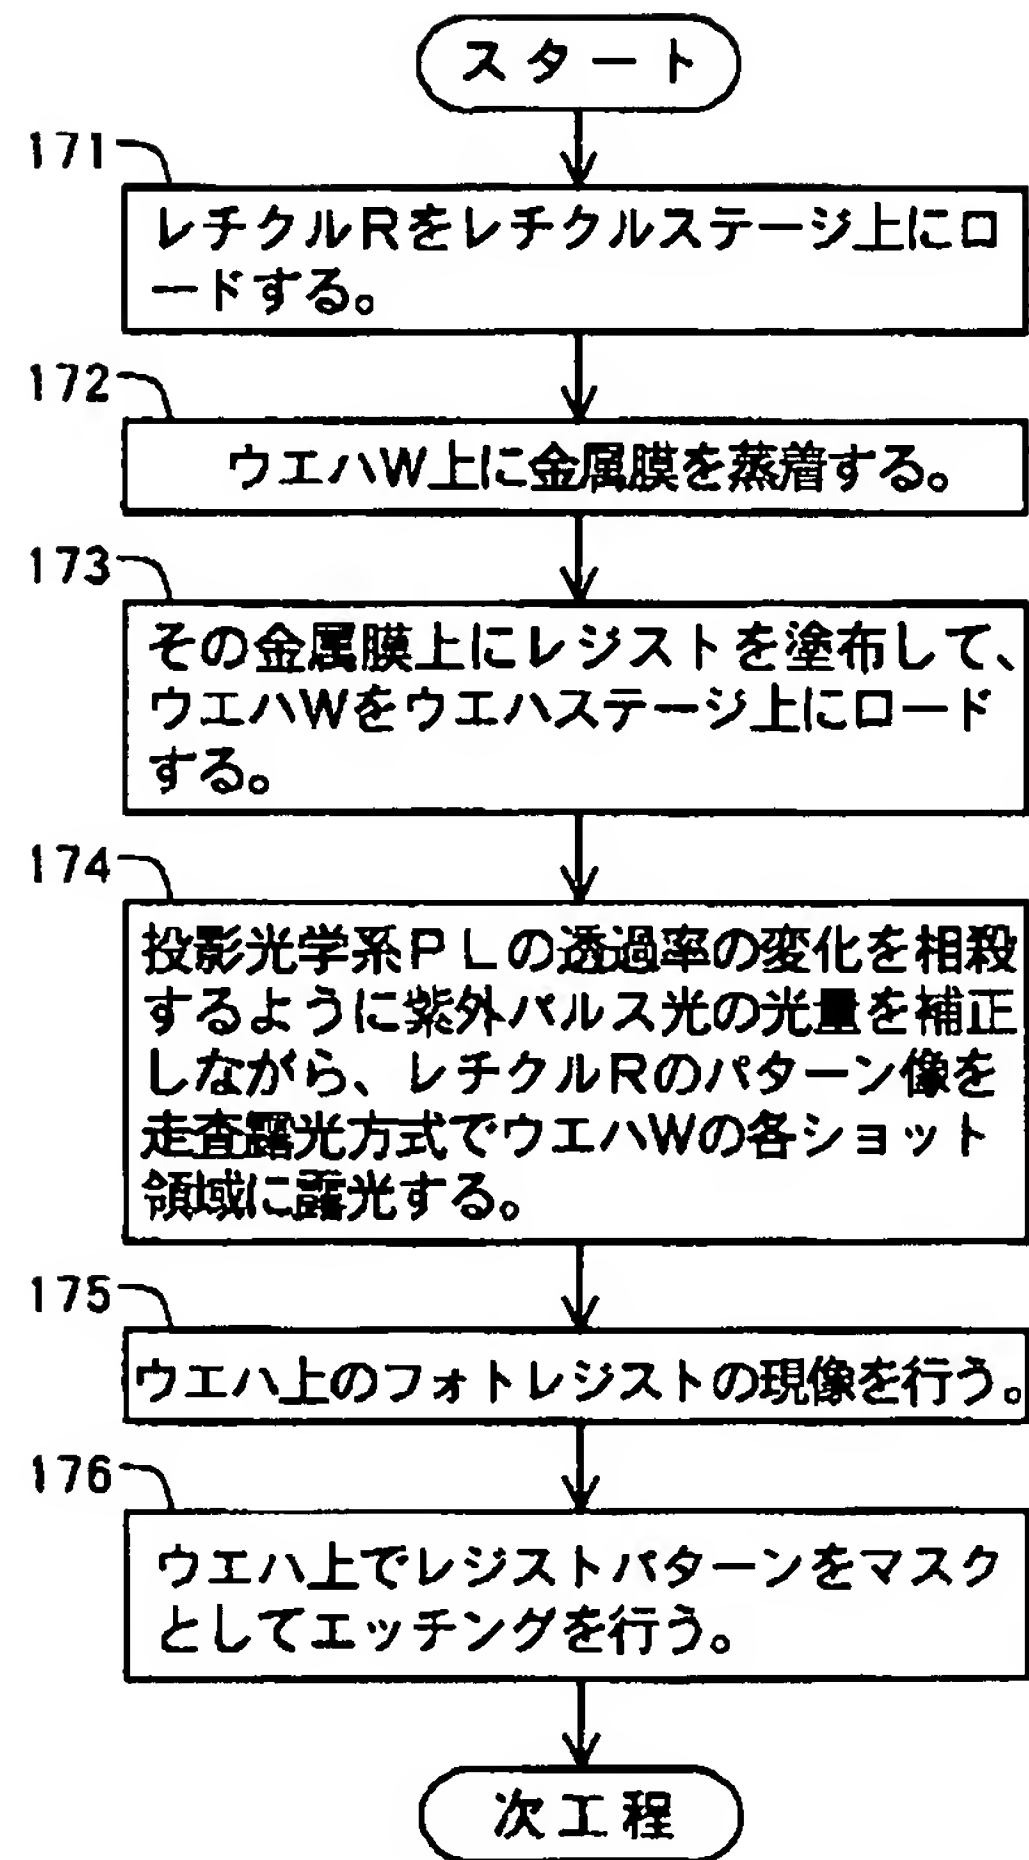 スタート
171
レチクルRをレチクルステージ上にロ
ードする。
172
ウエハW上に金属膜を蒸着する。
173
その金属膜上にレジストを塗布して、
ウエハWをウエハステージ上にロード
する。
174
投影光学系PLの透過率の変化を相殺
するように紫外パルス光の光量を補正
しながら、レチクルRのパターン像を
走査露光方式でウエハWの各ショット
領域に露光する。
175
ウエハ上のフォトレジストの現像を行う。
176
ウエハ上でレジストパターンをマスク
としてエッチングを行う。
次工程